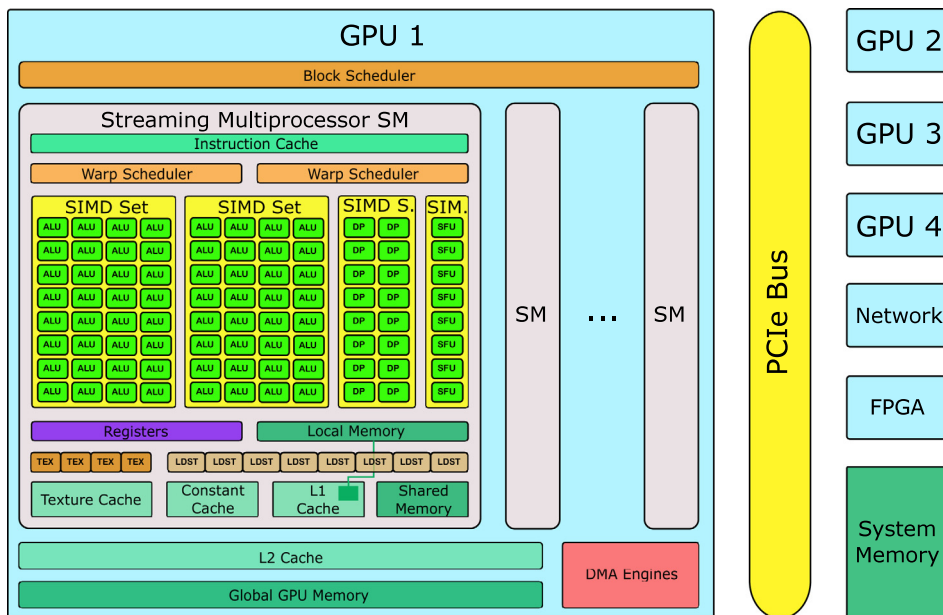 GPU 1
Block Scheduler
Streaming Multiprocessor SM
Instruction Cache
Warp Scheduler Warp Scheduler
SIMD Set SIMD Set SIMD S. SIM.
ALU ALU ALU ALU ALU ALU ALU ALU DP DP SFU
ALU ALU ALU ALU ALU ALU ALU ALU DP DP SFU
ALU ALU ALU ALU ALU ALU ALU ALU DP DP SFU
ALU ALU ALU ALU ALU ALU ALU ALU DP DP SFU
ALU ALU ALU ALU ALU ALU ALU ALU DP DP SFU
ALU ALU ALU ALU ALU ALU ALU ALU DP DP SFU
ALU ALU ALU ALU ALU ALU ALU ALU DP DP SFU
ALU ALU ALU ALU ALU ALU ALU ALU DP DP SFU
Registers Local Memory
TEX TEX TEX TEX LDST LDST LDST LDST LDST LDST LDST LDST
Texture Cache
Constant
Cache
L1
Cache
Shared
Memory
SM ... SM
L2 Cache
Global GPU Memory
DMA Engines
PCIe Bus
GPU 2
GPU 3
GPU 4
Network
FPGA
System
Memory